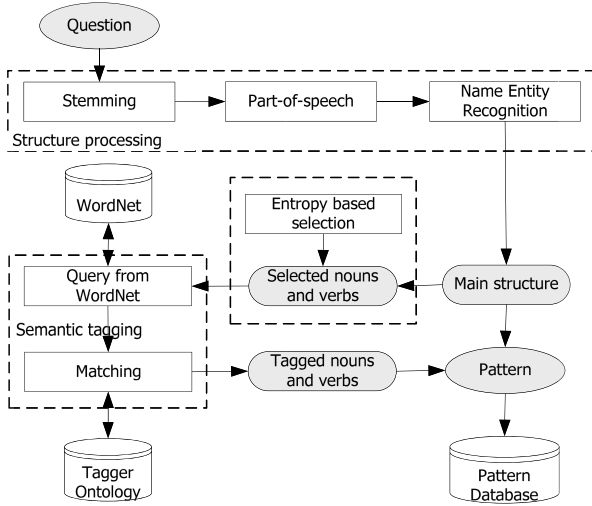 Question
Stemming
Part-of-speech
Name Entity
Recognition
Structure processing
WordNet
Entropy based
selection
Query from
WordNet
Selected nouns
and verbs
Main structure
Semantic tagging
Matching
Tagged nouns
and verbs
Pattern
Tagger
Ontology
Pattern
Database